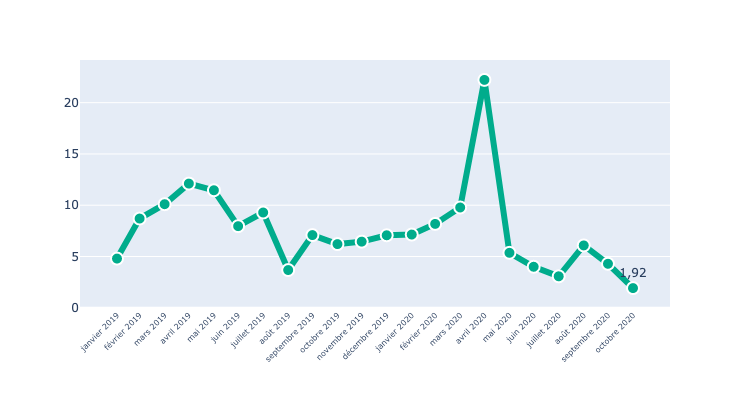 20
15
10
5
0
1,92
janvier 2019
février 2019
mars 2019
avril 2019
mai 2019
juin 2019
juillet 2019
août 2019
septembre 2019
octobre 2019
novembre 2019
décembre 2019
janvier 2020
février 2020
mars 2020
avril 2020
mai 2020
juin 2020
juillet 2020
août 2020
septembre 2020
octobre 2020